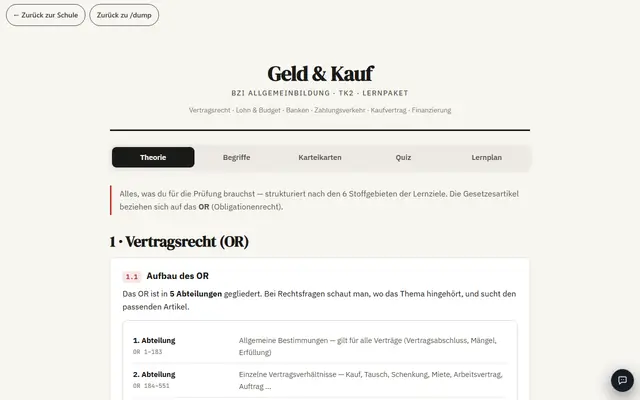 ← Zurück zur Schule
Zurück zu /dump
Geld & Kauf
BZI ALLGEMEINBILDUNG · TK2 · LERNPAKET
Vertragsrecht · Lohn & Budget · Banken · Zahlungsverkehr · Kaufvertrag · Finanzierung
Theorie
Begriffe
Karteikarten
Quiz
Lernplan
Alles, was du für die Prüfung brauchst — strukturiert nach den 6 Stoffgebieten der Lernziele. Die Gesetzesartikel
beziehen sich auf das OR (Obligationenrecht).
1 · Vertragsrecht (OR)
1.1 Aufbau des OR
Das OR ist in 5 Abteilungen gegliedert. Bei Rechtsfragen schaut man, wo das Thema hingehört, und sucht den
passenden Artikel.
1. Abteilung
OR 1–183
Allgemeine Bestimmungen — gilt für alle Verträge (Vertragsabschluss, Mängel,
Erfüllung)
2. Abteilung
OR 184–551
Einzelne Vertragsverhältnisse — Kauf, Tausch, Schenkung, Miete, Arbeitsvertrag,
Auftrag ...